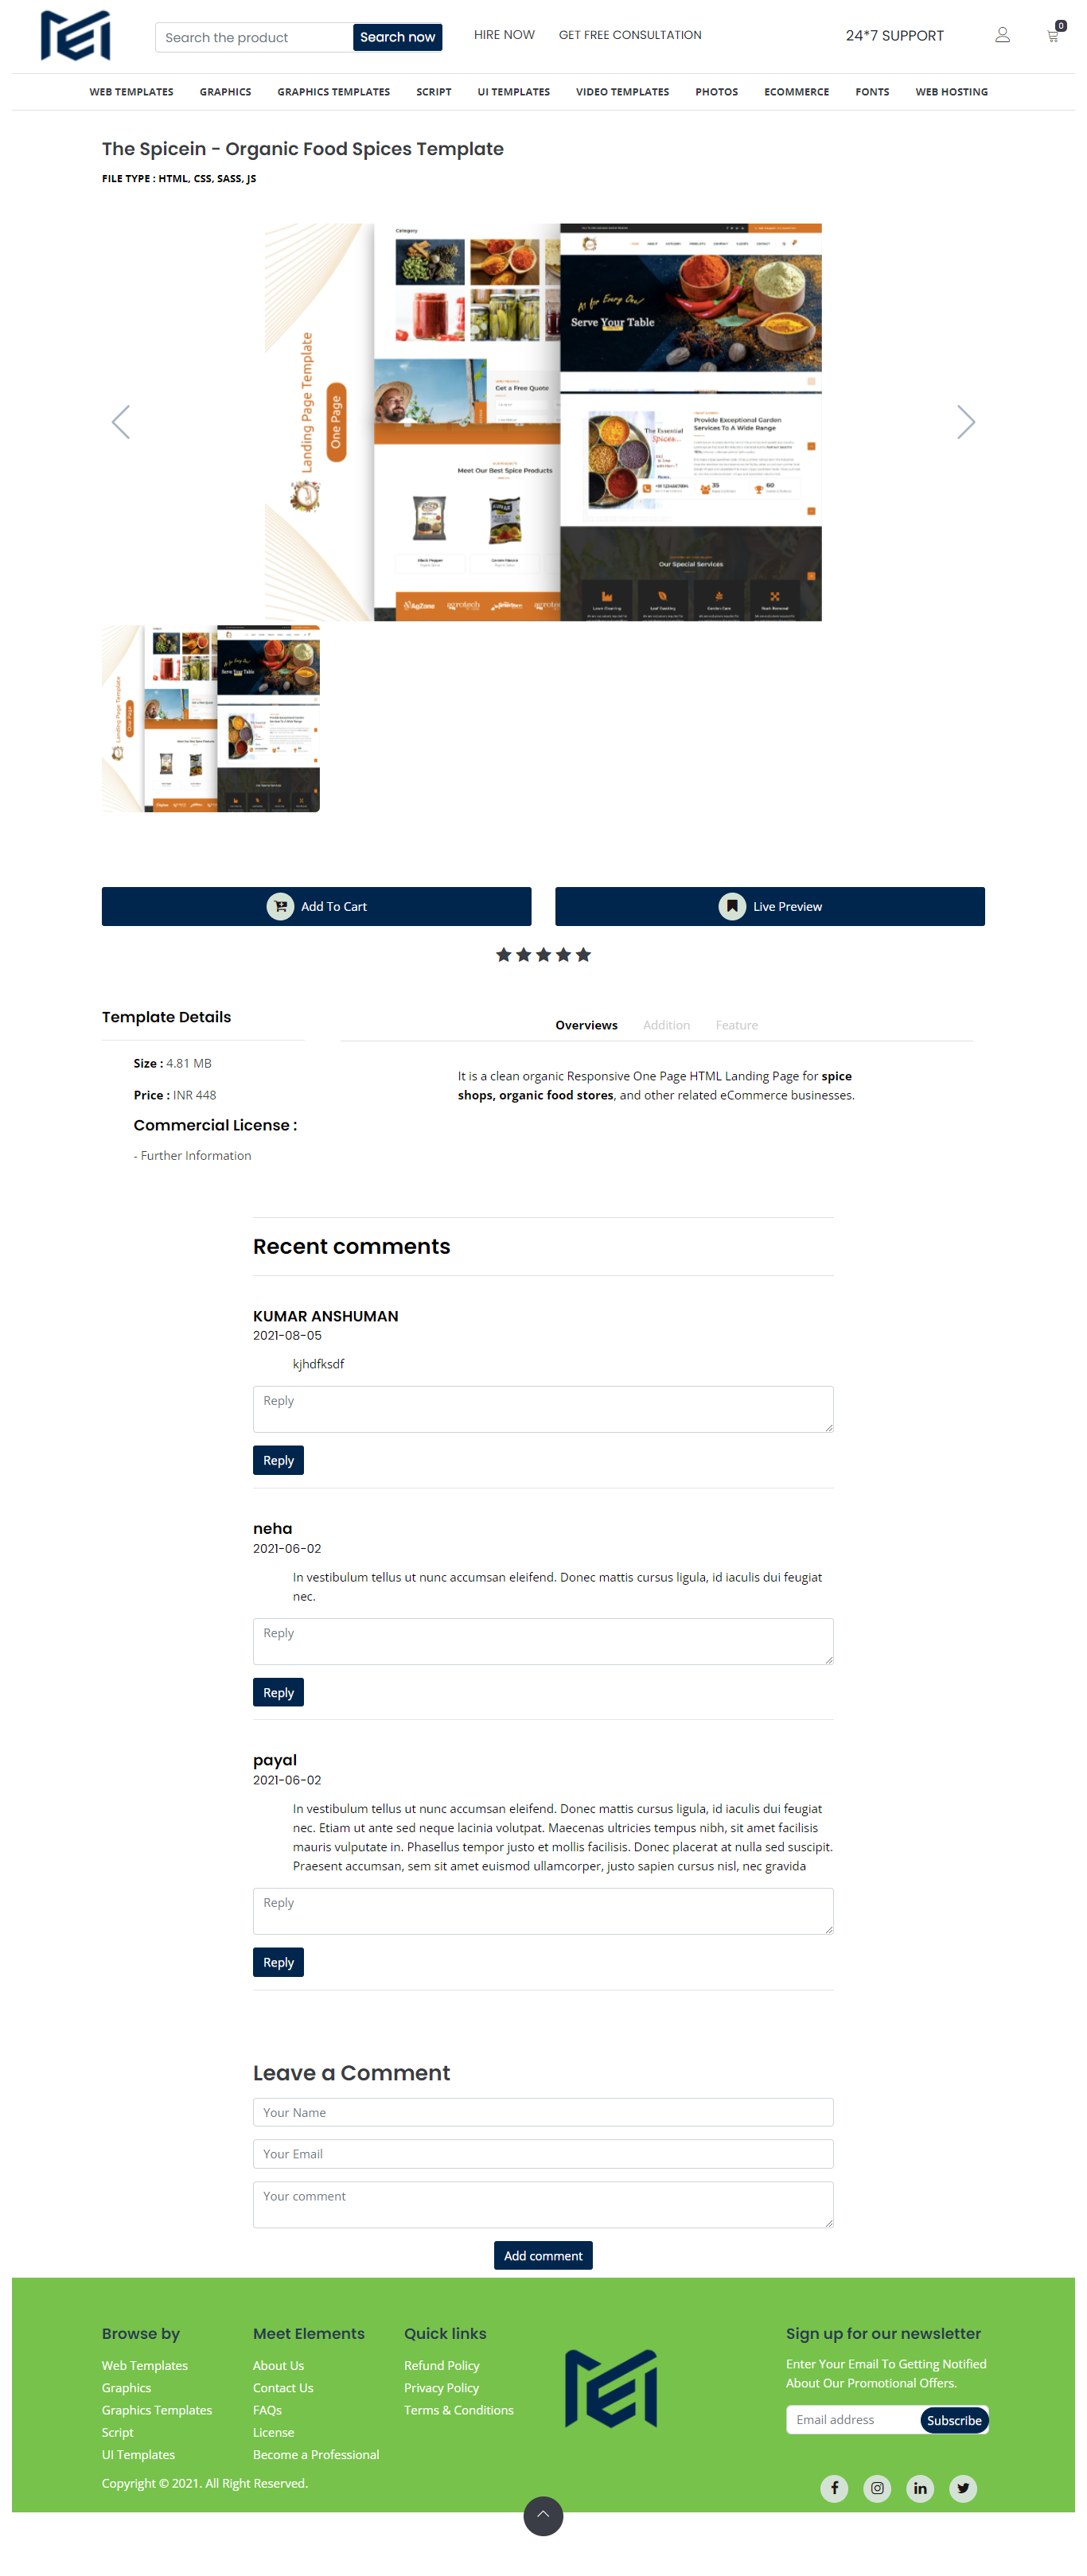 Search the product
Search now
HIRE NOW
GET FREE CONSULTATION
24*7 SUPPORT
0
WEB TEMPLATES
GRAPHICS
GRAPHICS TEMPLATES
SCRIPT
UI TEMPLATES
VIDEO TEMPLATES
PHOTOS
ECOMMERCE
FONTS
WEB HOSTING
The Spicein - Organic Food Spices Template
FILE TYPE : HTML, CSS, SASS, JS
Landing Page Template
One Page
Category
Get a Free Quote
Meet Our Best Spice Products
AgZone
Serve Your Table
The Essential
Spices...
Provide Exceptional Garden
Services To A Wide Range
35
60
Our Special Services
Landing Page Template
One Page
Serve Your Table
Add To Cart
Live Preview
Template Details
Size : 4.81 MB
Price : INR 448
Commercial License :
- Further Information
Overviews
Addition
Feature
It is a clean organic Responsive One Page HTML Landing Page for spice
shops, organic food stores, and other related eCommerce businesses.
Recent comments
KUMAR ANSHUMAN
2021-08-05
kjhdfksdf
Reply
Reply
neha
2021-06-02
In vestibulum tellus ut nunc accumsan eleifend. Donec mattis cursus ligula, id iaculis dui feugiat
nec.
Reply
Reply
payal
2021-06-02
In vestibulum tellus ut nunc accumsan eleifend. Donec mattis cursus ligula, id iaculis dui feugiat
nec. Etiam ut ante sed neque lacinia volutpat. Maecenas ultricies tempus nibh, sit amet facilisis
mauris vulputate in. Phasellus tempor justo et mollis facilisis. Donec placerat at nulla sed suscipit.
Praesent accumsan, sem sit amet euismod ullamcorper, justo sapien cursus nisl, nec gravida
Reply
Reply
Leave a Comment
Your Name
Your Email
Your comment
Add comment
Browse by
Web Templates
Graphics
Graphics Templates
Script
UI Templates
Meet Elements
About Us
Contact Us
FAQs
License
Become a Professional
Quick links
Refund Policy
Privacy Policy
Terms & Conditions
Sign up for our newsletter
Enter Your Email To Getting Notified
About Our Promotional Offers.
Email address
Subscribe
Copyright © 2021. All Right Reserved.